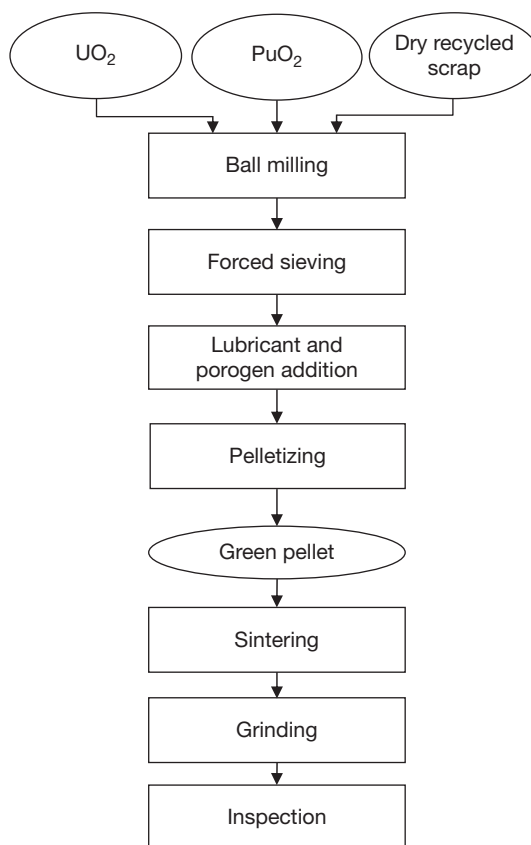 UO₂
PuO₂
Dry recycled
scrap
Ball milling
Forced sieving
Lubricant and
porogen addition
Pelletizing
Green pellet
Sintering
Grinding
Inspection